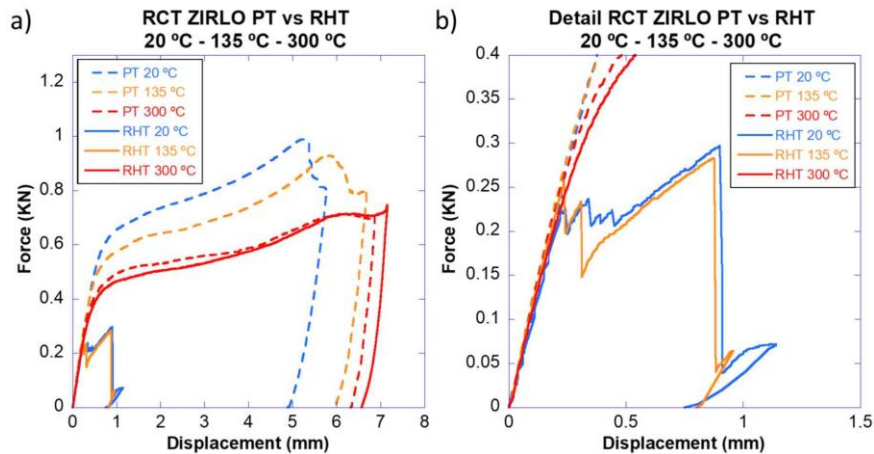 a)
RCT ZIRLO PT vs RHT
20 ºC - 135 ºC - 300 ºC
PT 20 ºC
PT 135 ºC
PT 300 ºC
RHT 20 ºC
RHT 135 ºC
RHT 300 ºC
Force (KN)
1.2
1
0.8
0.6
0.4
0.2
0
0 1 2 3 4 5 6 7 8
Displacement (mm)
b)
Detail RCT ZIRLO PT vs RHT
20 ºC - 135 ºC - 300 ºC
PT 20 ºC
PT 135 ºC
PT 300 ºC
RHT 20 ºC
RHT 135 ºC
RHT 300 ºC
Force (KN)
0.4
0.35
0.3
0.25
0.2
0.15
0.1
0.05
0
0 0.5 1 1.5
Displacement (mm)